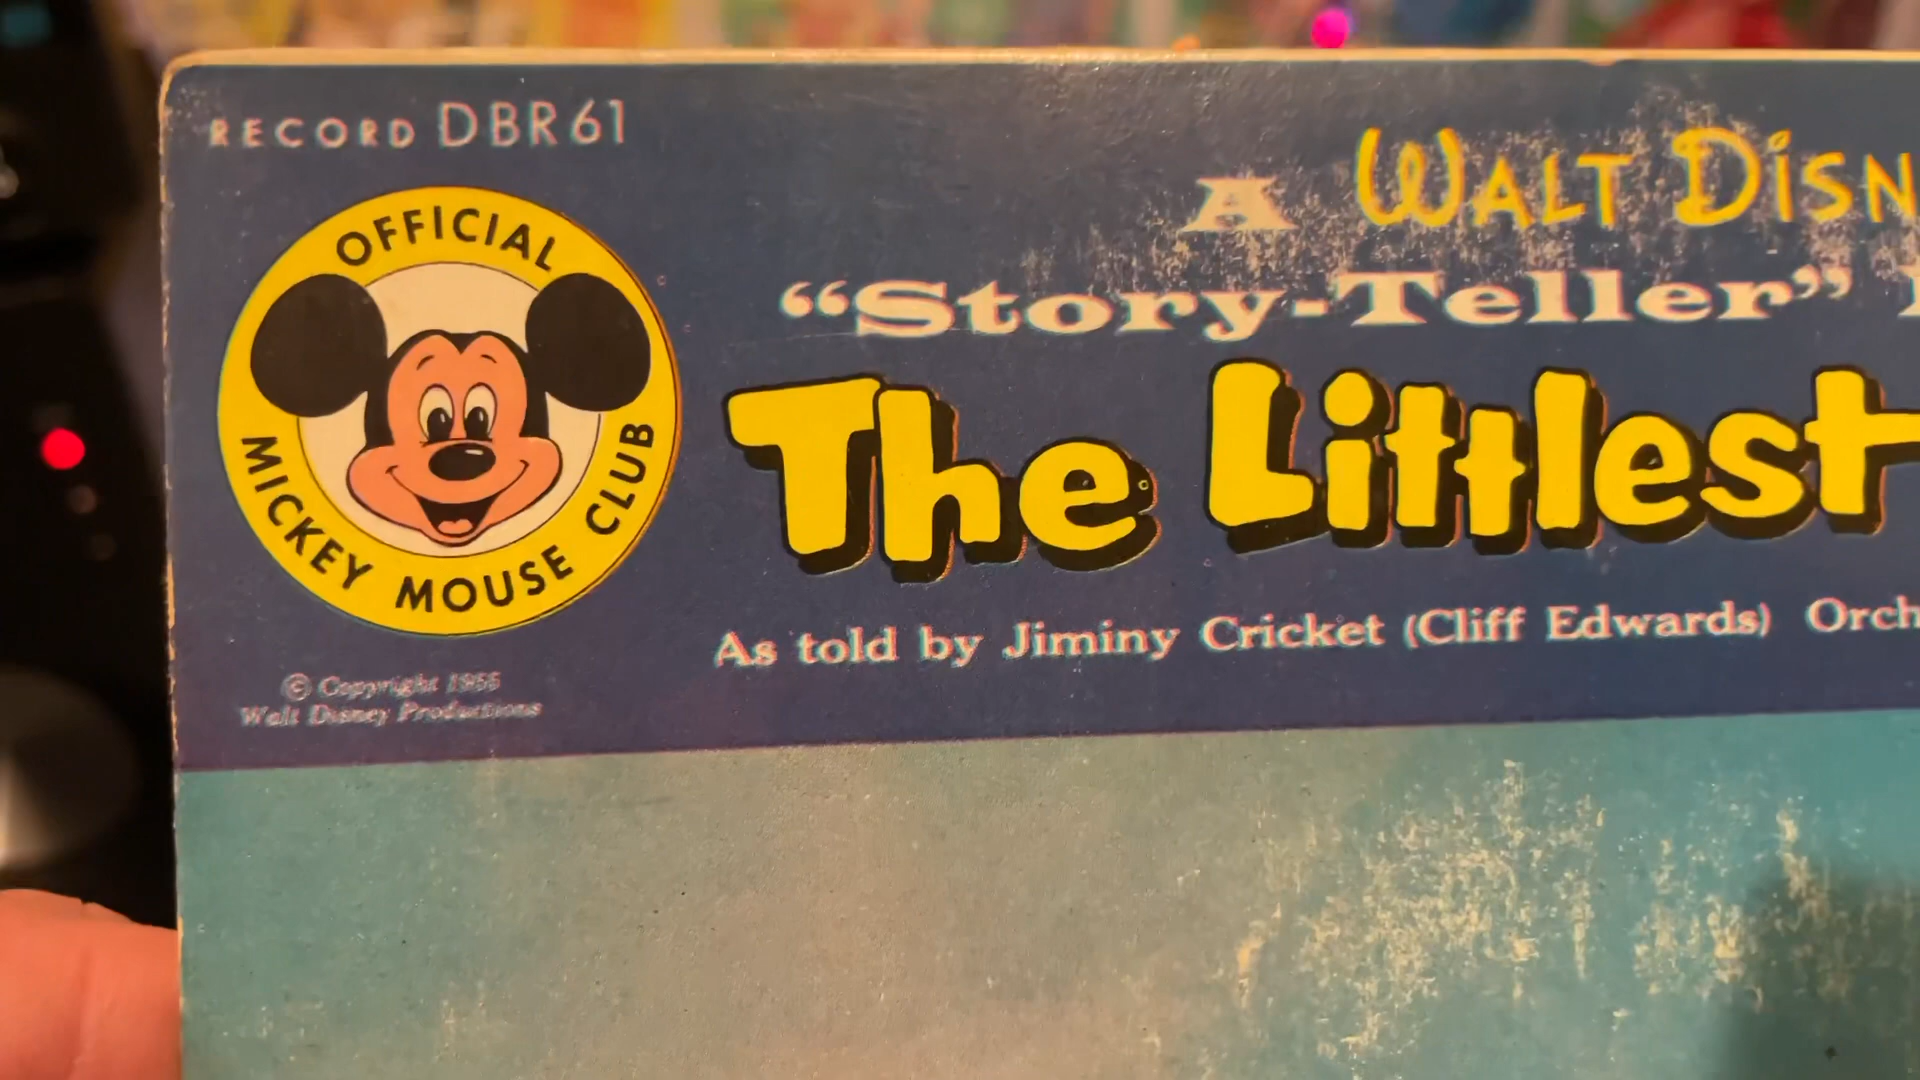 RECORD DBR61
OFFICIAL
MICKEY MOUSE CLUB
© Copyright 1955
Walt Disney Productions
A WALT DISN
“Story-Teller”
The Littlest
As told by Jiminy Cricket (Cliff Edwards) Orch